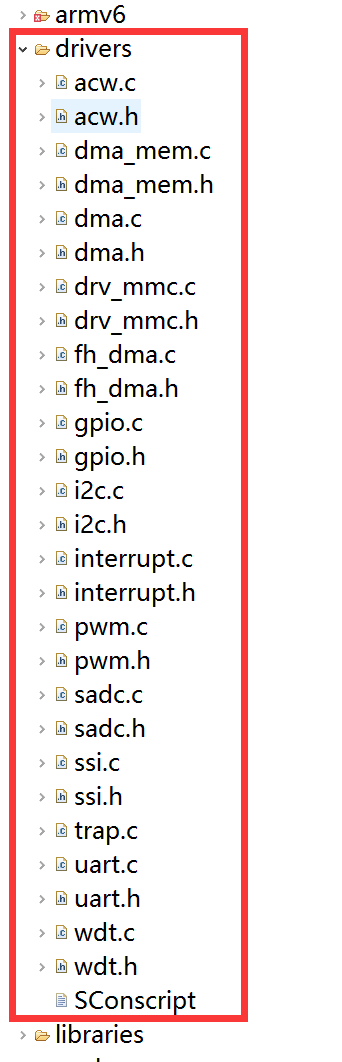 armv6
drivers
acw.c
acw.h
dma_mem.c
dma_mem.h
dma.c
dma.h
drv_mmc.c
drv_mmc.h
fh_dma.c
fh_dma.h
gpio.c
gpio.h
i2c.c
i2c.h
interrupt.c
interrupt.h
pwm.c
pwm.h
sadc.c
sadc.h
ssi.c
ssi.h
trap.c
uart.c
uart.h
wdt.c
wdt.h
SConscript
libraries